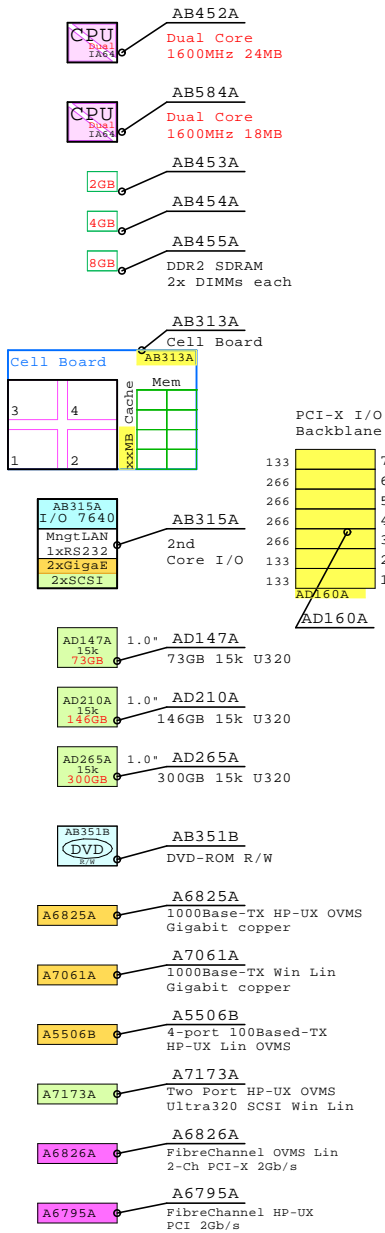 AB452A
CPU
Dual
IA64
Dual Core
1600MHz 24MB
AB584A
CPU
Dual
IA64
Dual Core
1600MHz 18MB
AB453A
2GB
AB454A
4GB
AB455A
8GB
DDR2 SDRAM
2x DIMMs each
AB313A
Cell Board
Cell Board
AB313A
Mem
Cache
xxMB
3 4
1 2
PCI-X I/O
Backblane
133 7
266 6
266 5
266 4
266 3
133 2
133 1
AD160A
AD160A
AB315A
I/O 7640
MngtLAN
1xRS232
2xGigaE
2xSCSI
AB315A
2nd
Core I/O
AD147A
15k
73GB
1.0"
AD147A
73GB 15k U320
AD210A
15k
146GB
1.0"
AD210A
146GB 15k U320
AD265A
15k
300GB
1.0"
AD265A
300GB 15k U320
AB351B
DVD
R/W
AB351B
DVD-ROM R/W
A6825A
A6825A
1000Base-TX HP-UX OVMS
Gigabit copper
A7061A
A7061A
1000Base-TX Win Lin
Gigabit copper
A5506B
A5506B
4-port 100Based-TX
HP-UX Lin OVMS
A7173A
A7173A
Two Port HP-UX OVMS
Ultra320 SCSI Win Lin
A6826A
A6826A
FibreChannel OVMS Lin
2-Ch PCI-X 2Gb/s
A6795A
A6795A
FibreChannel HP-UX
PCI 2Gb/s